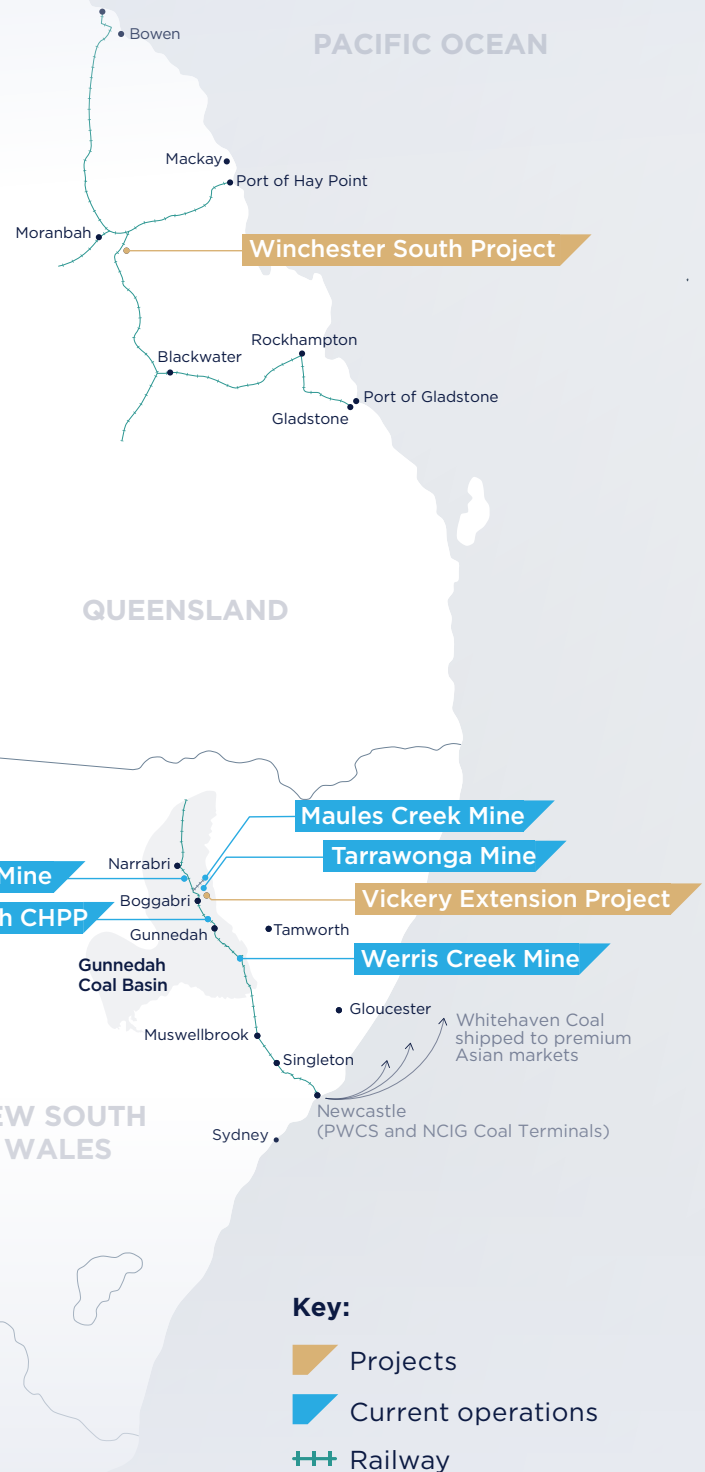 Bowen
PACIFIC OCEAN
Mackay
Port of Hay Point
Moranbah
Winchester South Project
Rockhampton
Blackwater
Port of Gladstone
Gladstone
QUEENSLAND
Maules Creek Mine
Tarrawonga Mine
Narrabri
Mine
Vickery Extension Project
Boggabri
h CHPP
Gunnedah
Tamworth
Werris Creek Mine
Gunnedah
Coal Basin
Gloucester
Whitehaven Coal
shipped to premium
Asian markets
Muswellbrook
Singleton
Newcastle
(PWCS and NCIG Coal Terminals)
EW SOUTH
WALES
Sydney
Key:
Projects
Current operations
Railway